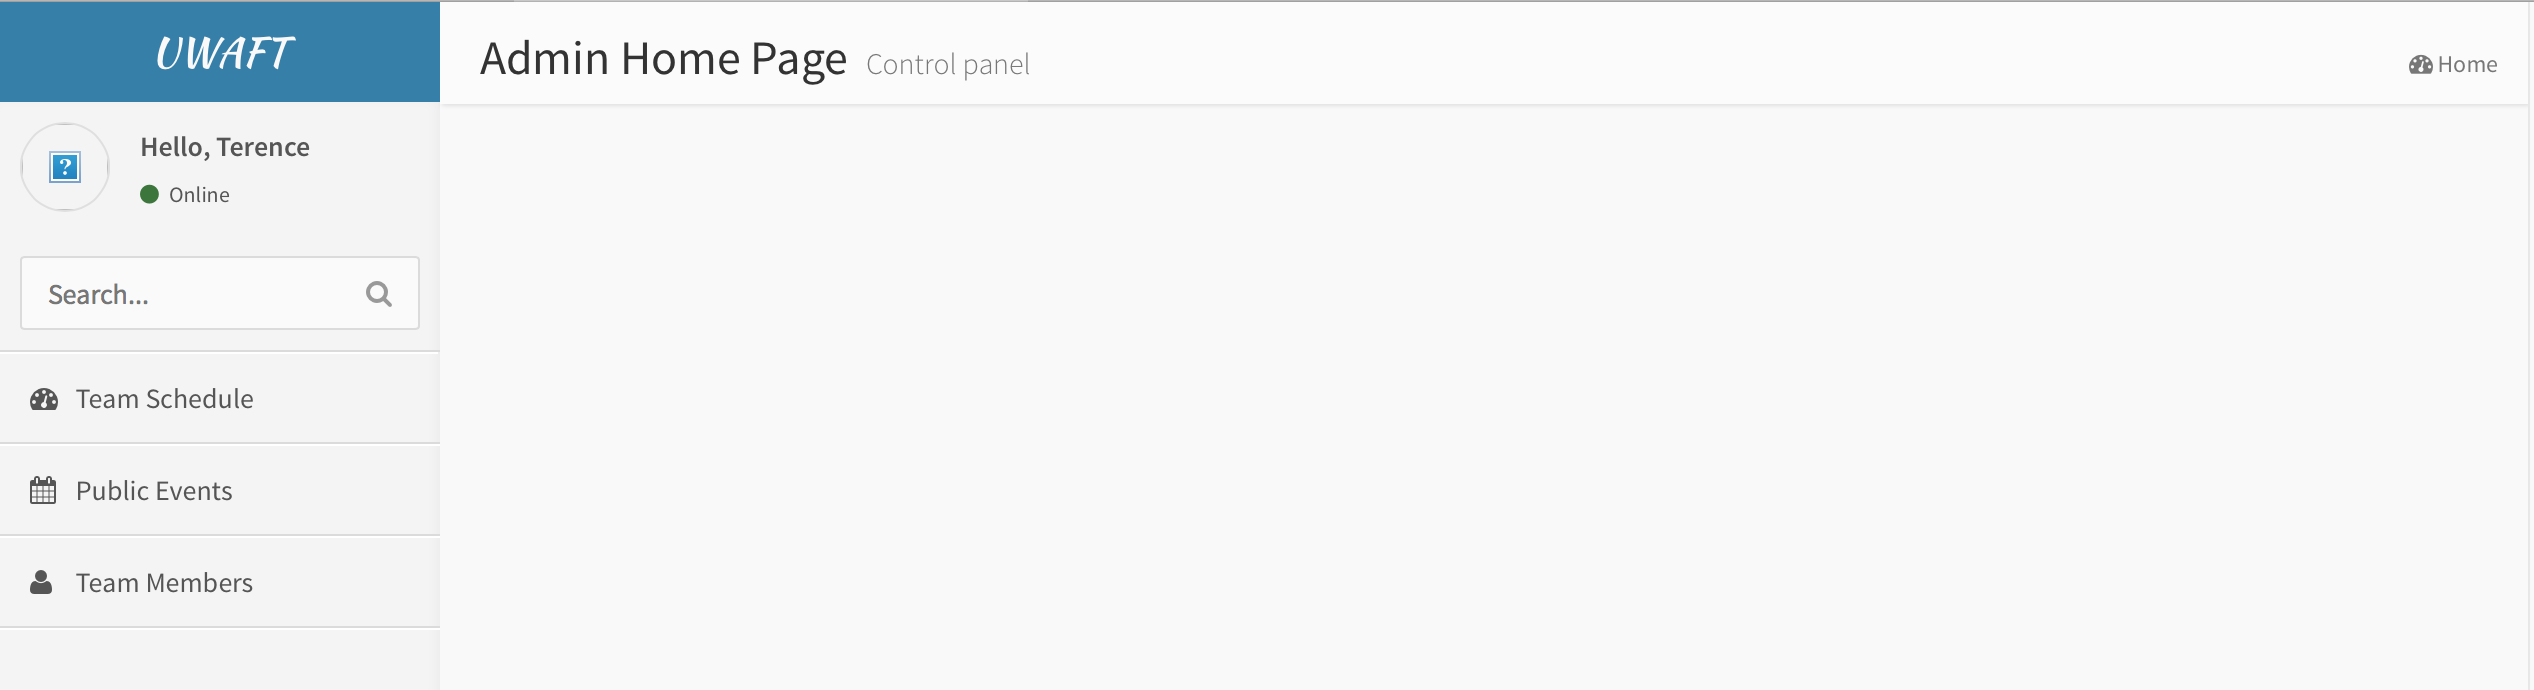 UWAFT
Admin Home Page Control panel
Home
Hello, Terence
Online
Search...
Team Schedule
Public Events
Team Members